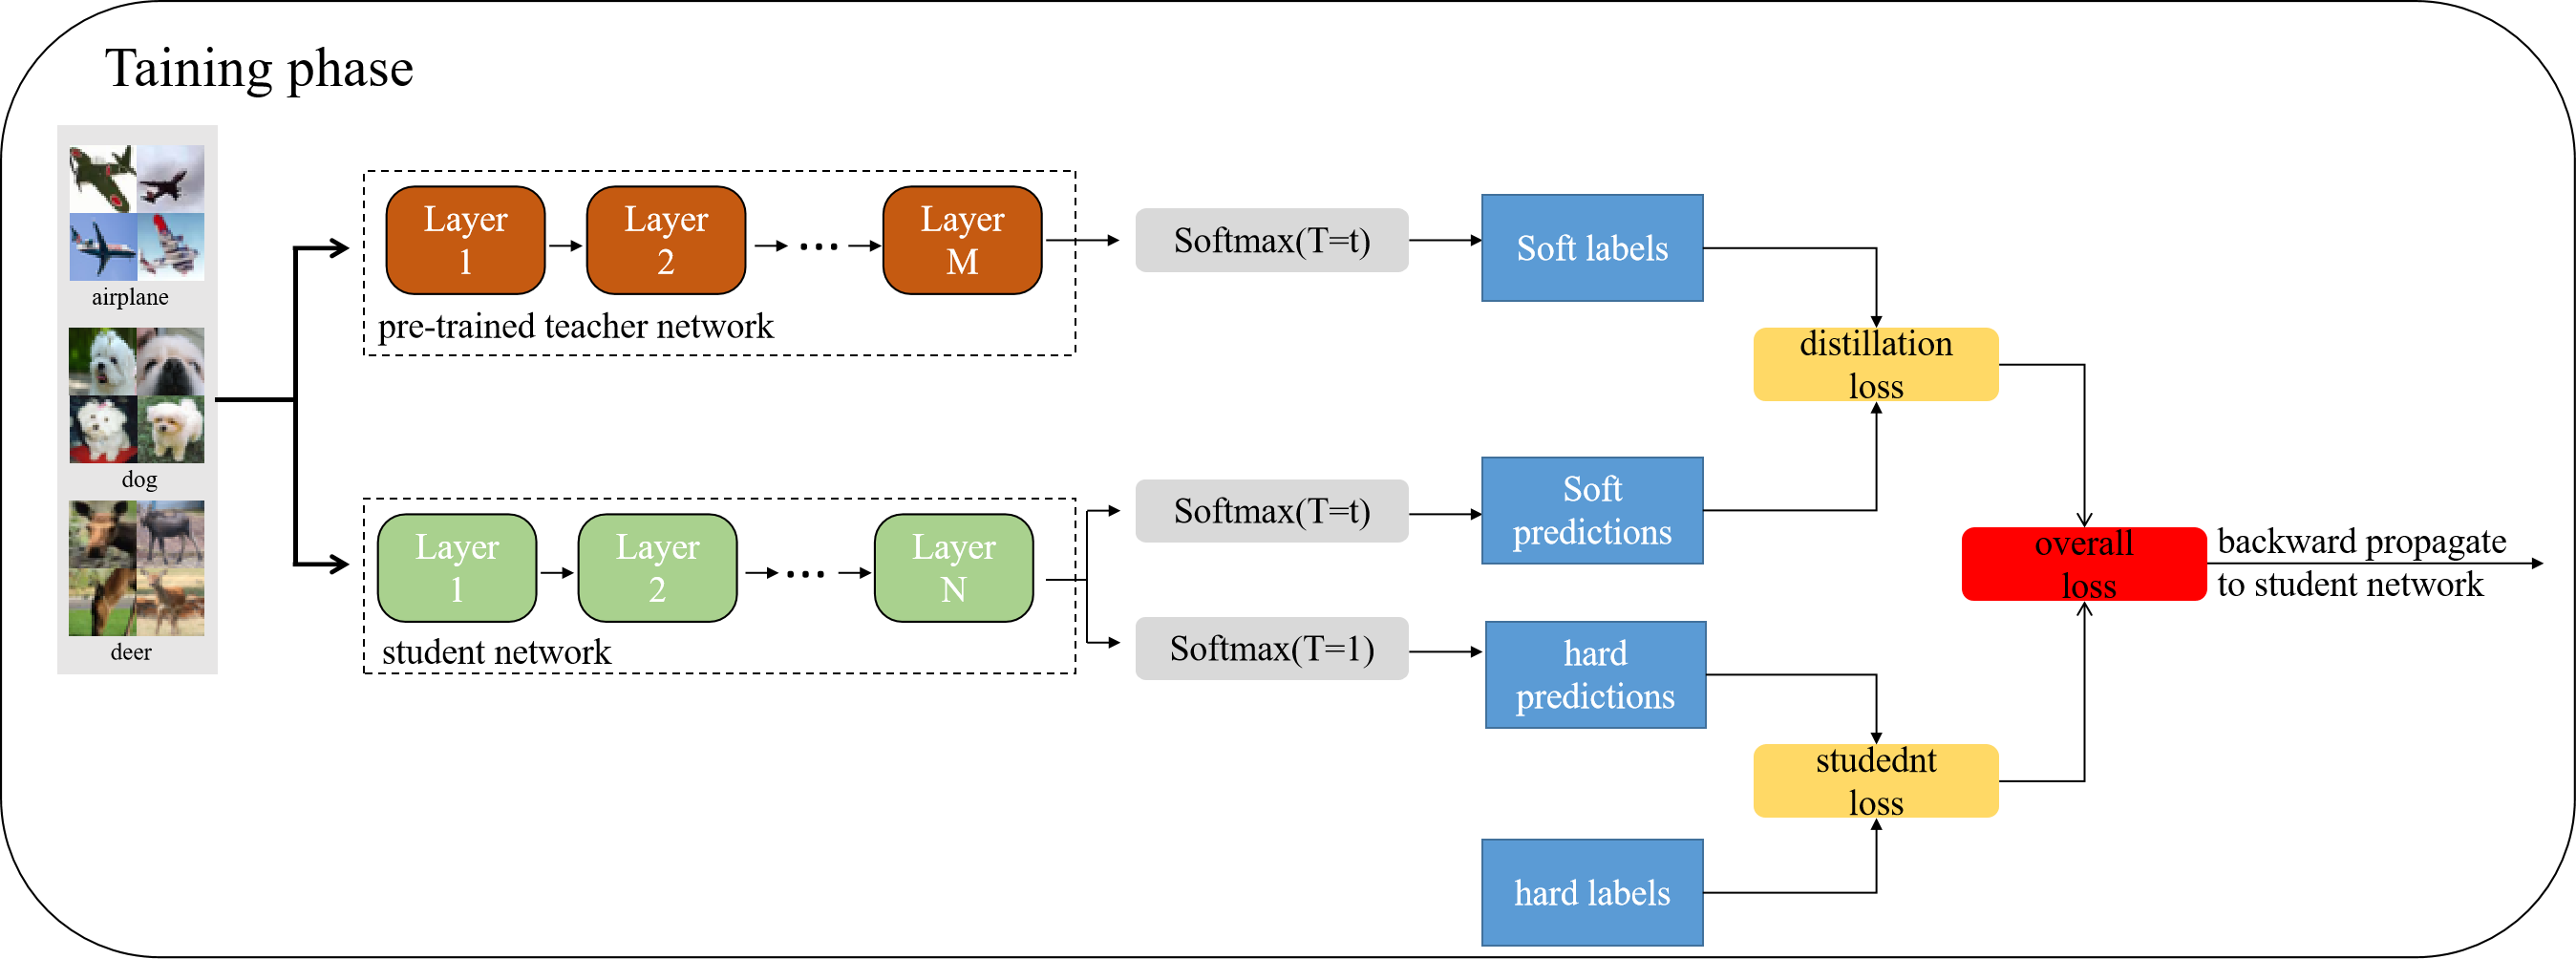 Taining phase
airplane
dog
deer
Layer
1
Layer
2
...
Layer
M
pre-trained teacher network
Softmax(T=t)
Soft labels
distillation
loss
Layer
1
Layer
2
...
Layer
N
student network
Softmax(T=t)
Soft
predictions
Softmax(T=1)
hard
predictions
studednt
loss
hard labels
overall
loss
backward propagate
to student network